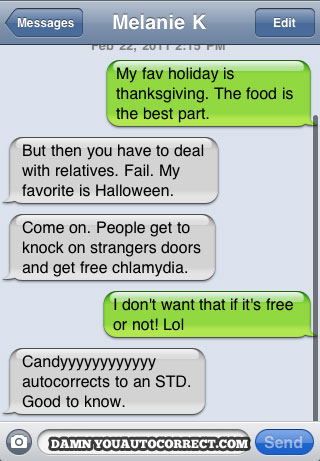 Messages
Melanie K
Edit
Feb 22, 2011 2:15 PM
My fav holiday is
thanksgiving. The food is
the best part.
But then you have to deal
with relatives. Fail. My
favorite is Halloween.
Come on. People get to
knock on strangers doors
and get free chlamydia.
I don't want that if it's free
or not! Lol
Candyyyyyyyyyyyy
autocorrects to an STD.
Good to know.
DAMNYOUAUTOCORRECT.COM
Send